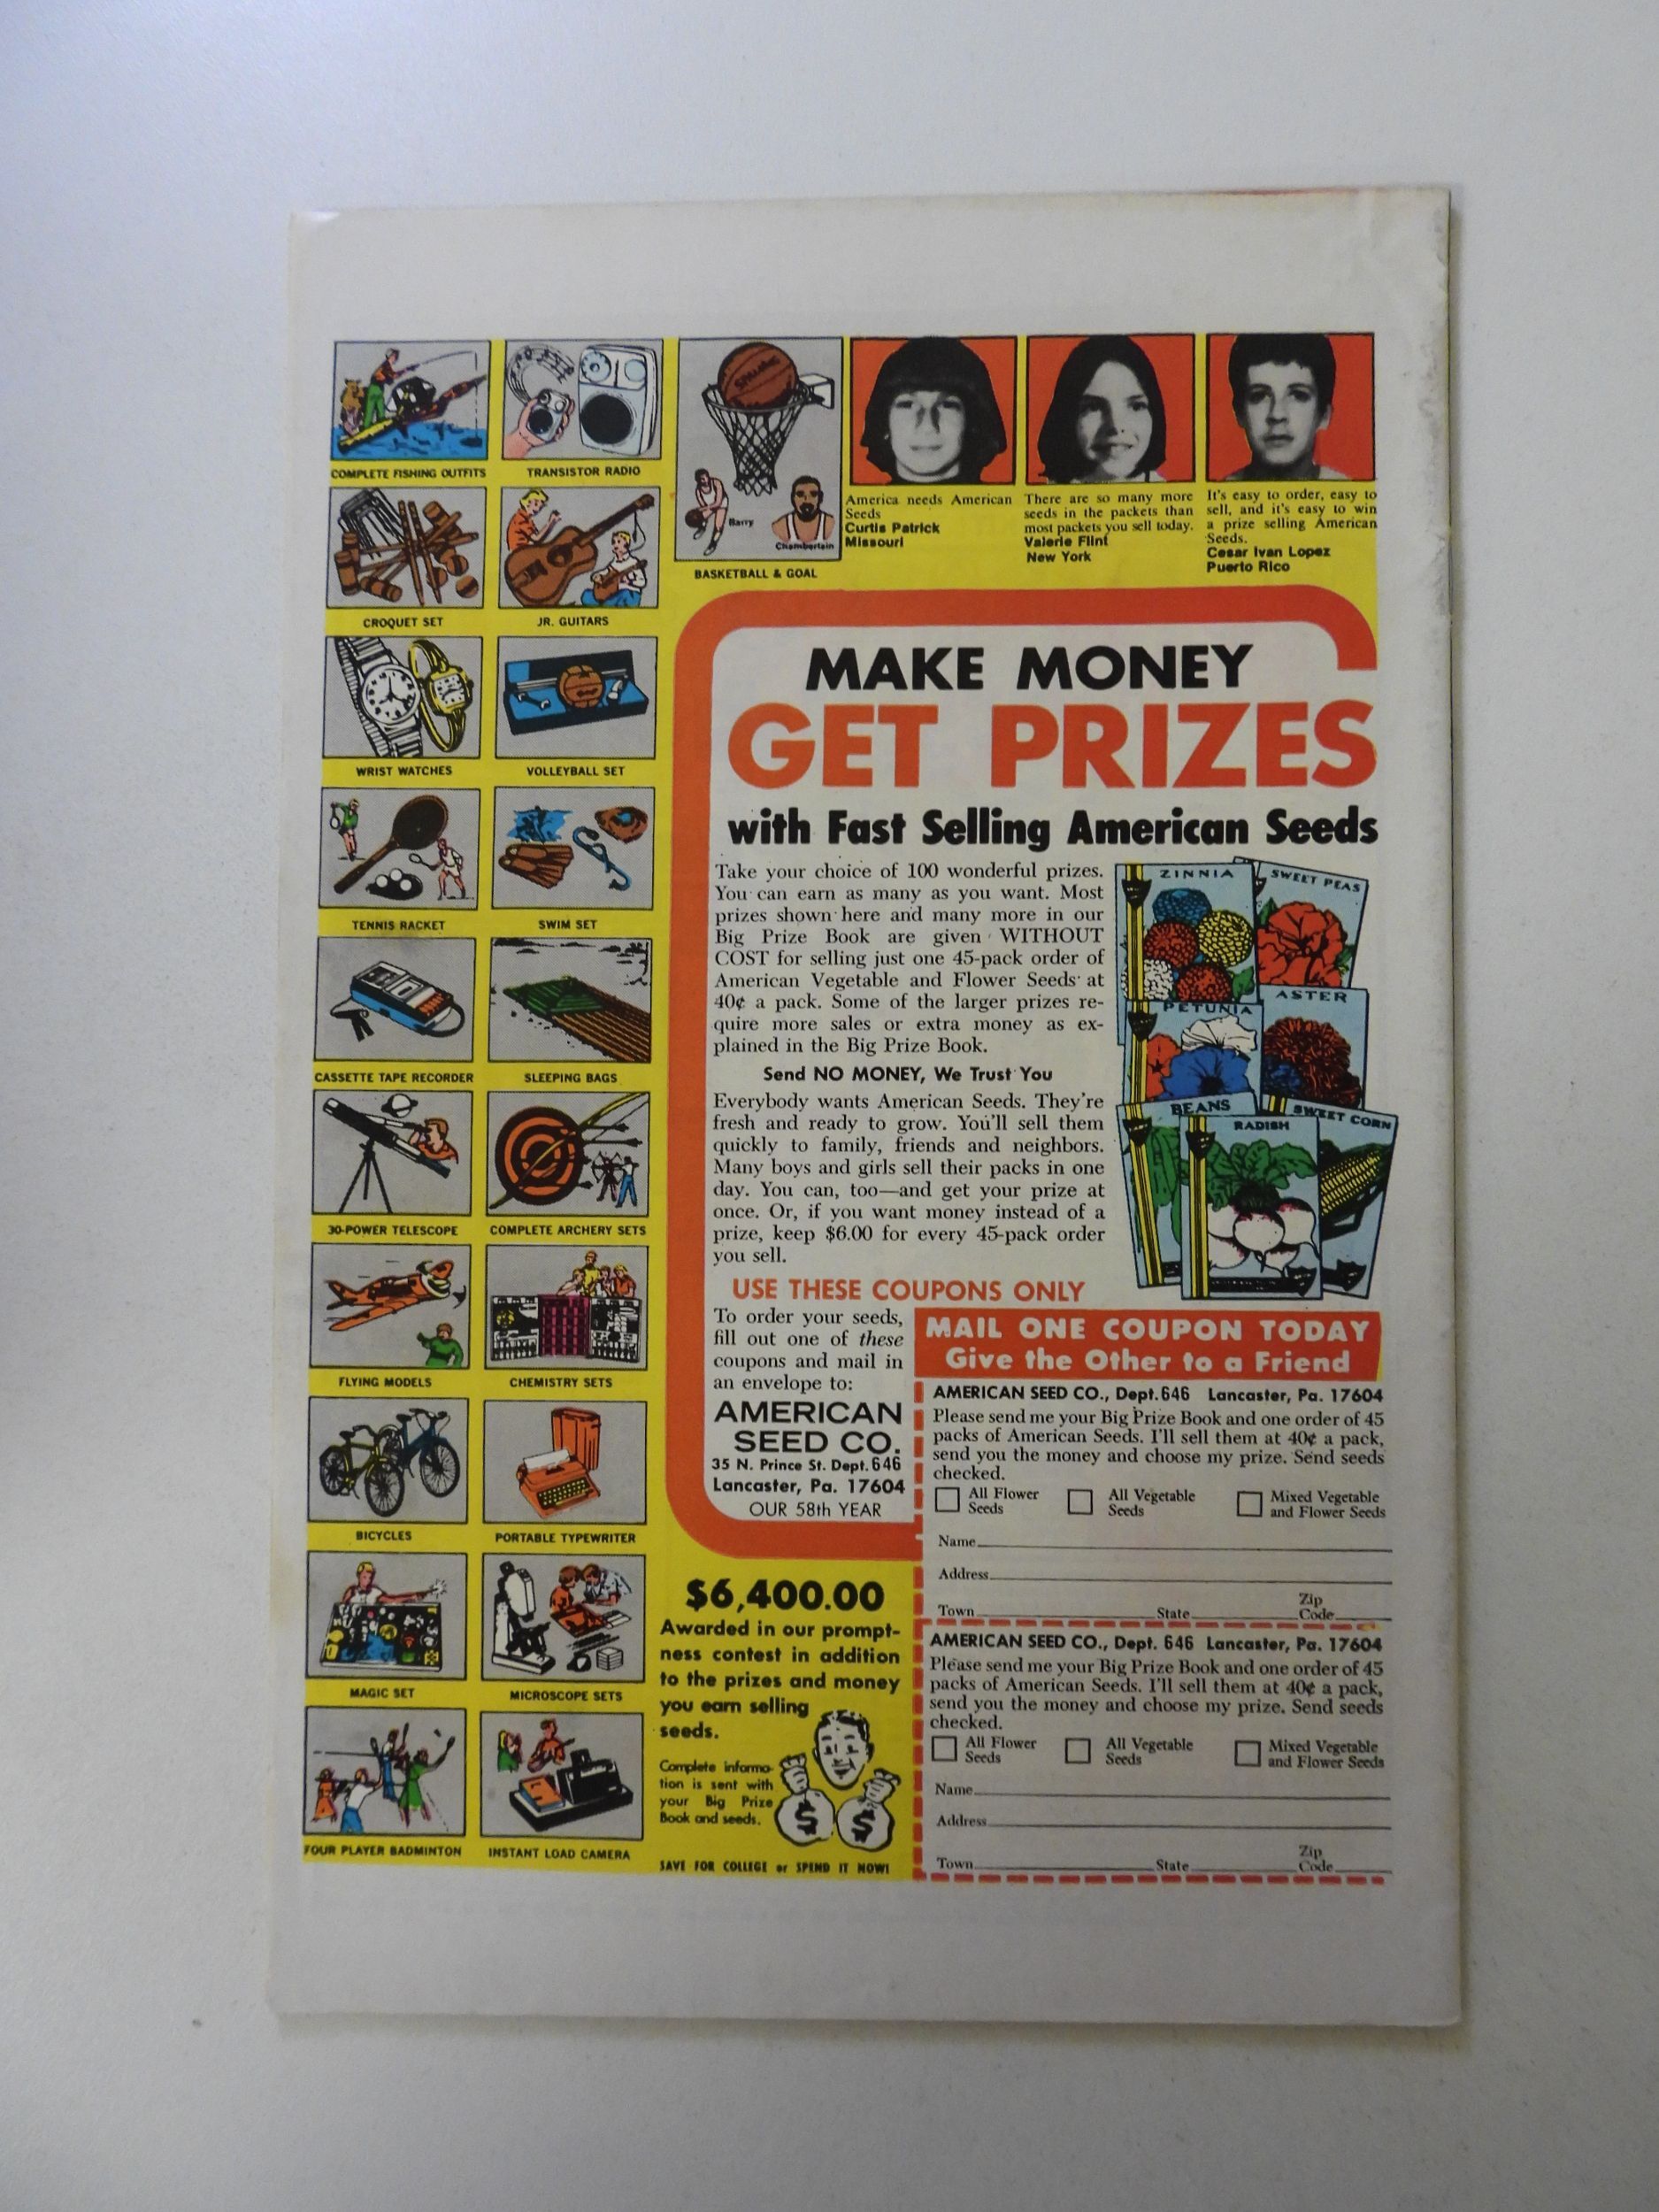 COMPLETE FISHING OUTFITS
TRANSISTOR RADIO
CROQUET SET
JR. GUITARS
WRIST WATCHES
VOLLEYBALL SET
TENNIS RACKET
SWIM SET
CASSETTE TAPE RECORDER
SLEEPING BAGS
30-POWER TELESCOPE
COMPLETE ARCHERY SETS
FLYING MODELS
CHEMISTRY SETS
BICYCLES
PORTABLE TYPEWRITER
MAGIC SET
MICROSCOPE SETS
FOUR PLAYER BADMINTON
INSTANT LOAD CAMERA
SPALDING
Barry
Chamberlain
BASKETBALL & GOAL
America needs American
Seeds
Curtis Patrick
Missouri
There are so many more
seeds in the packets than
most packets you sell today.
Valerie Flint
New York
It's easy to order, easy to
sell, and it's easy to win
a prize selling American
Seeds.
Cesar Ivan Lopez
Puerto Rico
MAKE MONEY
GET PRIZES
with Fast Selling American Seeds
Take your choice of 100 wonderful prizes.
You can earn as many as you want. Most
prizes shown here and many more in our
Big Prize Book are given WITHOUT
COST for selling just one 45-pack order of
American Vegetable and Flower Seeds at
40¢ a pack. Some of the larger prizes re-
quire more sales or extra money as ex-
plained in the Big Prize Book.
Send NO MONEY, We Trust You
Everybody wants American Seeds. They're
fresh and ready to grow. You'll sell them
quickly to family, friends and neighbors.
Many boys and girls sell their packs in one
day. You can, too—and get your prize at
once. Or, if you want money instead of a
prize, keep $6.00 for every 45-pack order
you sell.
ZINNIA
SWEET PEAS
PETUNIA
ASTER
BEANS
RADISH
SWEET CORN
USE THESE COUPONS ONLY
To order your seeds,
fill out one of these
coupons and mail in
an envelope to:
AMERICAN
SEED CO.
35 N. Prince St. Dept. 646
Lancaster, Pa. 17604
OUR 58th YEAR
MAIL ONE COUPON TODAY
Give the Other to a Friend
AMERICAN SEED CO., Dept. 646 Lancaster, Pa. 17604
Please send me your Big Prize Book and one order of 45
packs of American Seeds. I'll sell them at 40¢ a pack,
send you the money and choose my prize. Send seeds
checked.
All Flower
Seeds
All Vegetable
Seeds
Mixed Vegetable
and Flower Seeds
Name
Address
Town State Zip
Code
AMERICAN SEED CO., Dept. 646 Lancaster, Pa. 17604
Please send me your Big Prize Book and one order of 45
packs of American Seeds. I'll sell them at 40¢ a pack,
send you the money and choose my prize. Send seeds
checked.
All Flower
Seeds
All Vegetable
Seeds
Mixed Vegetable
and Flower Seeds
Name
Address
Town State Zip
Code
$6,400.00
Awarded in our prompt-
ness contest in addition
to the prizes and money
you earn selling
seeds.
Complete informa-
tion is sent with
your Big Prize
Book and seeds.
$ $
SAVE FOR COLLEGE or SPEND IT NOW!